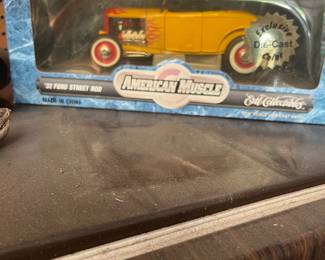 Exclusive
Die-Cast
'32 FORD STREET ROD
MADE IN CHINA
AMERICAN MUSCLE
Ertl Collectibles